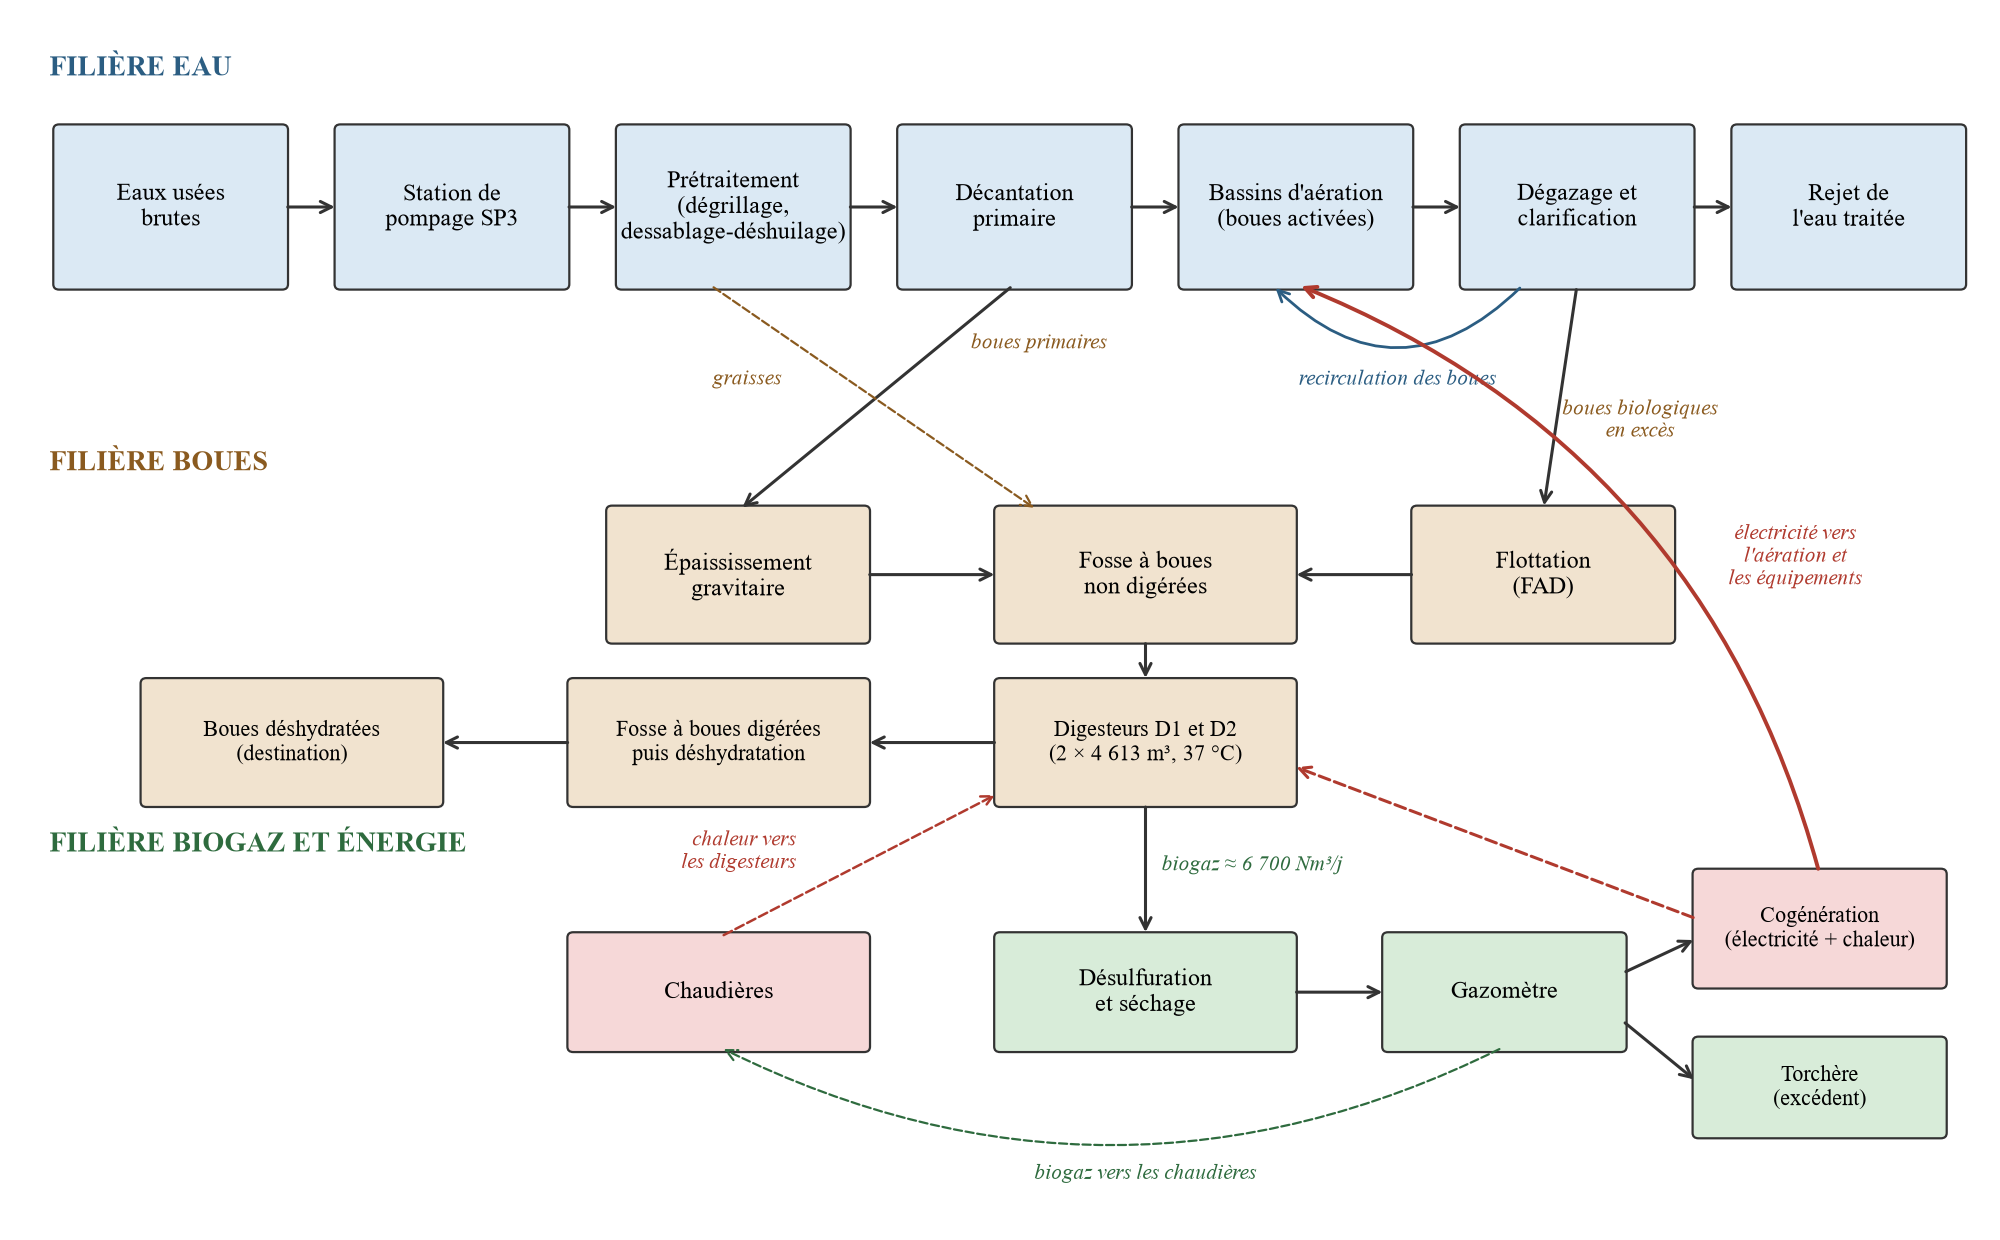 FILIÈRE EAU
Eaux usées
brutes
Station de
pompage SP3
Prétraitement
(dégrillage,
dessablage-déshuilage)
Décantation
primaire
Bassins d'aération
(boues activées)
Dégazage et
clarification
Rejet de
l'eau traitée
boues primaires
graisses
recirculation des boues
boues biologiques
en excès
FILIÈRE BOUES
Épaississement
gravitaire
Fosse à boues
non digérées
Flottation
(FAD)
électricité vers
l'aération et
les équipements
Boues déshydratées
(destination)
Fosse à boues digérées
puis déshydratation
Digesteurs D1 et D2
(2 × 4 613 m³, 37 °C)
FILIÈRE BIOGAZ ET ÉNERGIE
chaleur vers
les digesteurs
biogaz ≈ 6 700 Nm³/j
Chaudières
Désulfuration
et séchage
Gazomètre
Cogénération
(électricité + chaleur)
Torchère
(excédent)
biogaz vers les chaudières